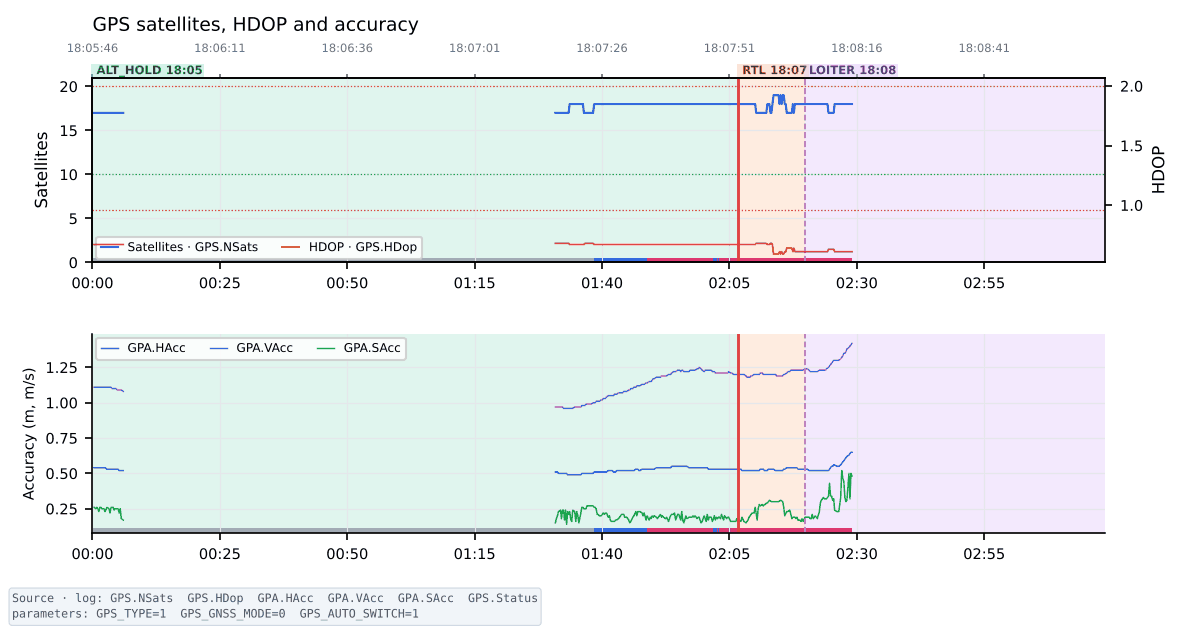 GPS satellites, HDOP and accuracy
18:05:46 18:06:11 18:06:36 18:07:01 18:07:26 18:07:51 18:08:16 18:08:41
ALT_HOLD 18:05 RTL 18:07 LOITER 18:08
20
15
10
5
0
Satellites
2.0
1.5
1.0
HDOP
Satellites · GPS.NSats HDOP · GPS.HDop
00:00 00:25 00:50 01:15 01:40 02:05 02:30 02:55
GPA.HAcc GPA.VAcc GPA.SAcc
1.25
1.00
0.75
0.50
0.25
Accuracy (m, m/s)
00:00 00:25 00:50 01:15 01:40 02:05 02:30 02:55
Source · log: GPS.NSats GPS.HDop GPA.HAcc GPA.VAcc GPA.SAcc GPS.Status
parameters: GPS_TYPE=1 GPS_GNSS_MODE=0 GPS_AUTO_SWITCH=1